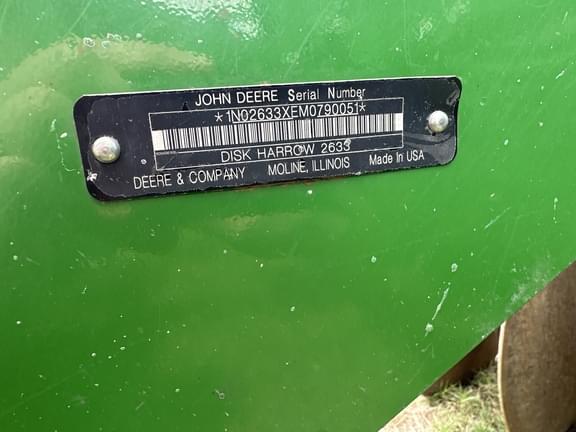 JOHN DEERE Serial Number
*1N02633XEM0790051*
DISK HARROW 2633
DEERE & COMPANY MOLINE, ILLINOIS Made In USA